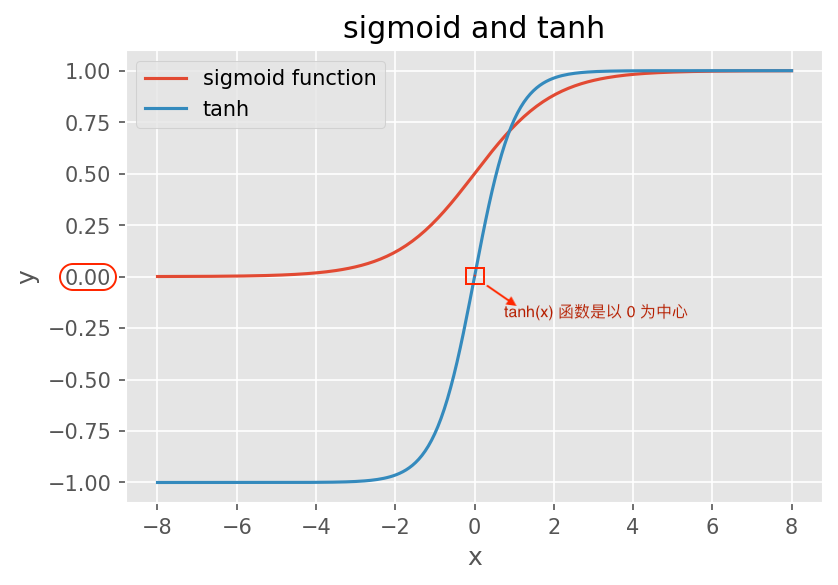 sigmoid and tanh
sigmoid function
tanh
1.00
0.75
0.50
0.25
0.00
−0.25
−0.50
−0.75
−1.00
y
tanh(x) 函数是以 0 为中心
−8 −6 −4 −2 0 2 4 6 8
x